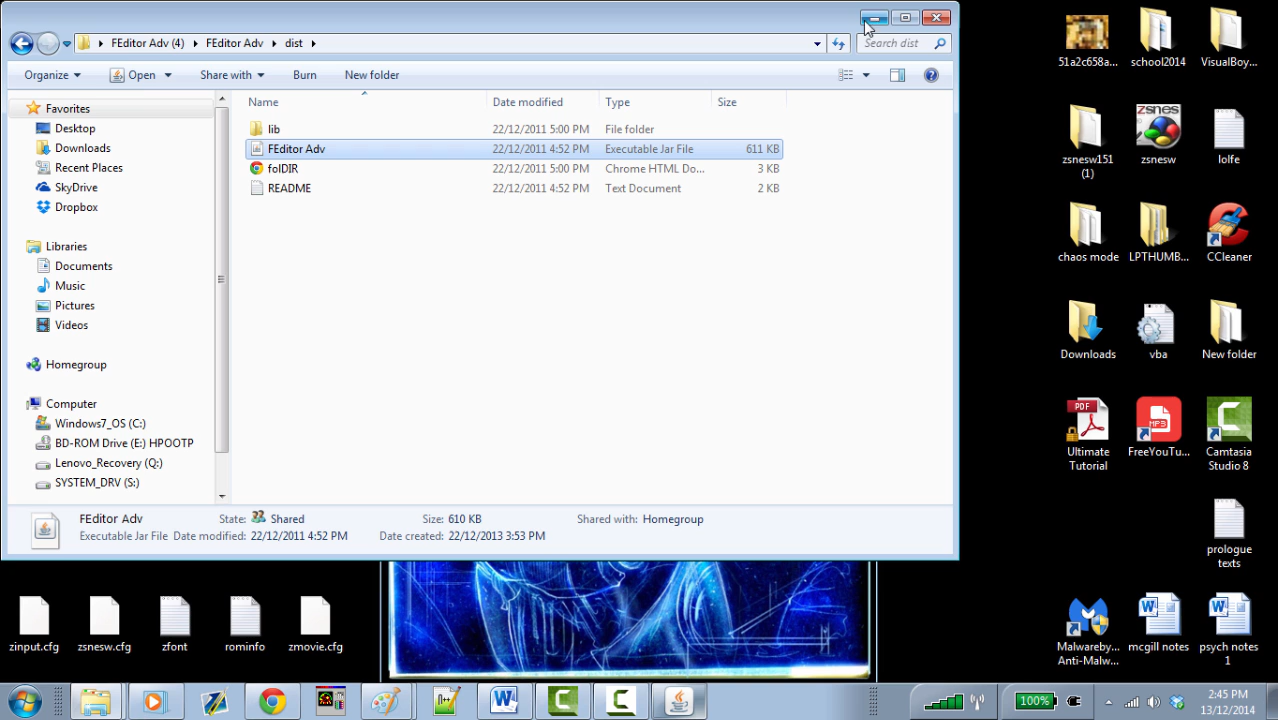 FEditor Adv (4) FEditor Adv dist Search dist
Organize Open Share with Burn New folder
Favorites
Desktop
Downloads
Recent Places
SkyDrive
Dropbox
Libraries
Documents
Music
Pictures
Videos
Homegroup
Computer
Windows7_OS (C:)
BD-ROM Drive (E:) HPOOTP
Lenovo_Recovery (Q:)
SYSTEM_DRV (S:)
Name Date modified Type Size
lib 22/12/2011 5:00 PM File folder
FEditor Adv 22/12/2011 4:52 PM Executable Jar File 611 KB
folDIR 22/12/2011 5:00 PM Chrome HTML Do... 3 KB
README 22/12/2011 4:52 PM Text Document 2 KB
FEditor Adv State: Shared Size: 610 KB Shared with: Homegroup
Executable Jar File Date modified: 22/12/2011 4:52 PM Date created: 22/12/2013 3:53 PM
51a2c658a... school2014 VisualBoy...
zsnes
zsnesw151 zsnesw lolfe
(1)
chaos mode LPTHUMB... CCleaner
Downloads vba New folder
PDF
MP3
Ultimate FreeYouTu... Camtasia
Tutorial Studio 8
prologue
texts
zinput.cfg zsnesw.cfg zfont rominfo zmovie.cfg
Malwareby... mcgill notes psych notes
Anti-Malw... 1
100%
2:45 PM
13/12/2014